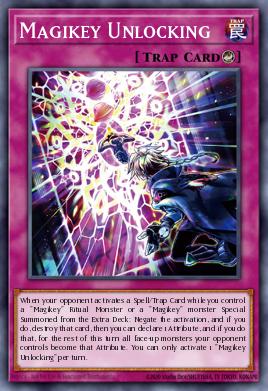 Magikey Unlocking
TRAP
罠
[Trap Card]
When your opponent activates a Spell/Trap Card while you control
a "Magikey" Ritual Monster or a "Magikey" monster Special
Summoned from the Extra Deck: Negate the activation, and if you
do, destroy that card, then you can declare 1 Attribute, and if you do
that, for the rest of this turn all face-up monsters your opponent
controls become that Attribute. You can only activate 1 "Magikey
Unlocking" per turn.